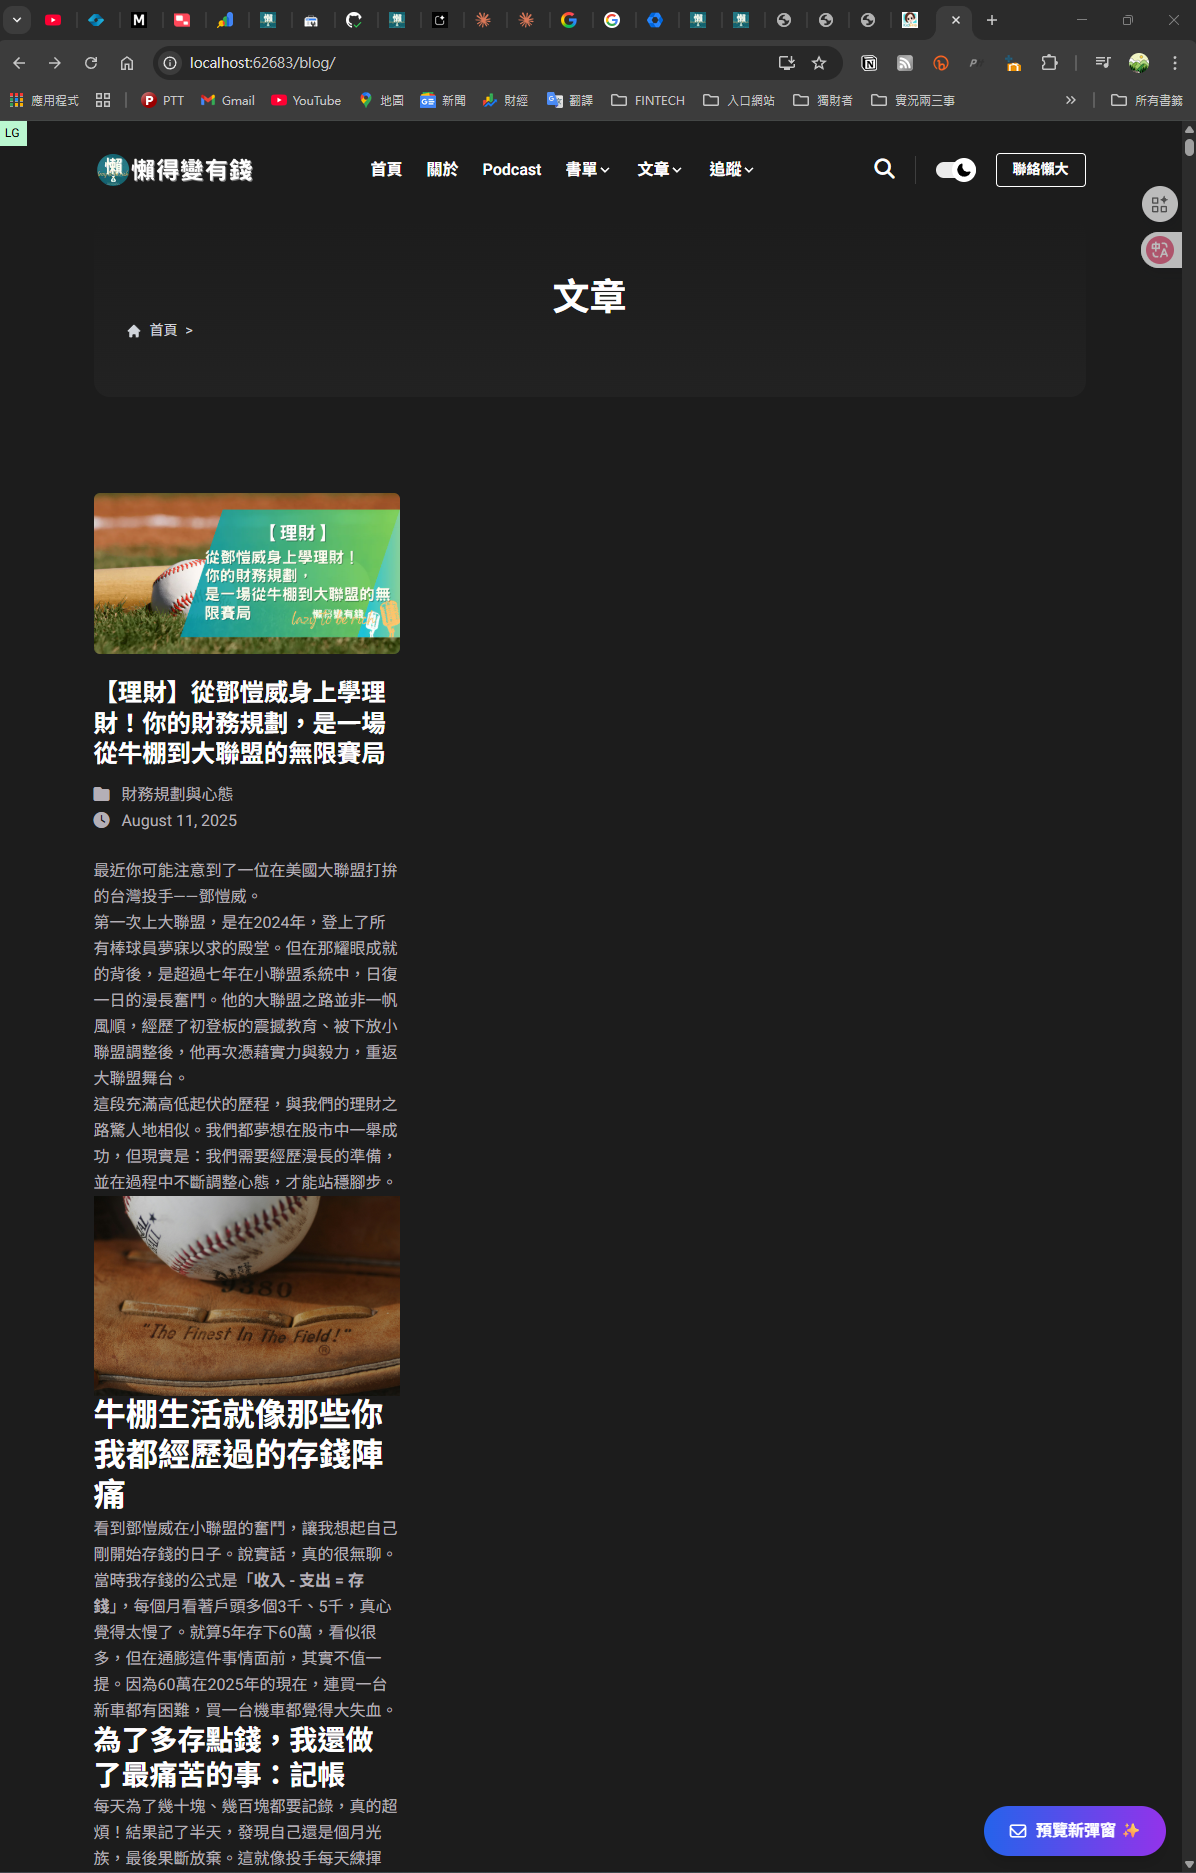 localhost:62683/blog/
應用程式
PTT
Gmail
YouTube
地圖
新聞
財經
翻譯
FINTECH
入口網站
獨財者
實況兩三事
所有書籤
LG
懶得變有錢
首頁
關於
Podcast
書單
文章
追蹤
聯絡懶大
文章
首頁 >
【理財】
從鄧愷威身上學理財！
你的財務規劃，
是一場從牛棚到大聯盟的無
限賽局
懶得變有錢
lazy to be rich
【理財】從鄧愷威身上學理
財！你的財務規劃，是一場
從牛棚到大聯盟的無限賽局
財務規劃與心態
August 11, 2025
最近你可能注意到了一位在美國大聯盟打拚
的台灣投手——鄧愷威。
第一次上大聯盟，是在2024年，登上了所
有棒球員夢寐以求的殿堂。但在那耀眼成就
的背後，是超過七年在小聯盟系統中，日復
一日的漫長奮鬥。他的大聯盟之路並非一帆
風順，經歷了初登板的震撼教育、被下放小
聯盟調整後，他再次憑藉實力與毅力，重返
大聯盟舞台。
這段充滿高低起伏的歷程，與我們的理財之
路驚人地相似。我們都夢想在股市中一舉成
功，但現實是：我們需要經歷漫長的準備，
並在過程中不斷調整心態，才能站穩腳步。
9380
"The Finest In The Field!"
®
牛棚生活就像那些你
我都經歷過的存錢陣
痛
看到鄧愷威在小聯盟的奮鬥，讓我想起自己
剛開始存錢的日子。說實話，真的很無聊。
當時我存錢的公式是「收入 - 支出 = 存
錢」，每個月看著戶頭多個3千、5千，真心
覺得太慢了。就算5年存下60萬，看似很
多，但在通膨這件事情面前，其實不值一
提。因為60萬在2025年的現在，連買一台
新車都有困難，買一台機車都覺得大失血。
為了多存點錢，我還做
了最痛苦的事：記帳
每天為了幾十塊、幾百塊都要記錄，真的超
煩！結果記了半天，發現自己還是個月光
族，最後果斷放棄。這就像投手每天練揮
預覽新彈窗 ✨